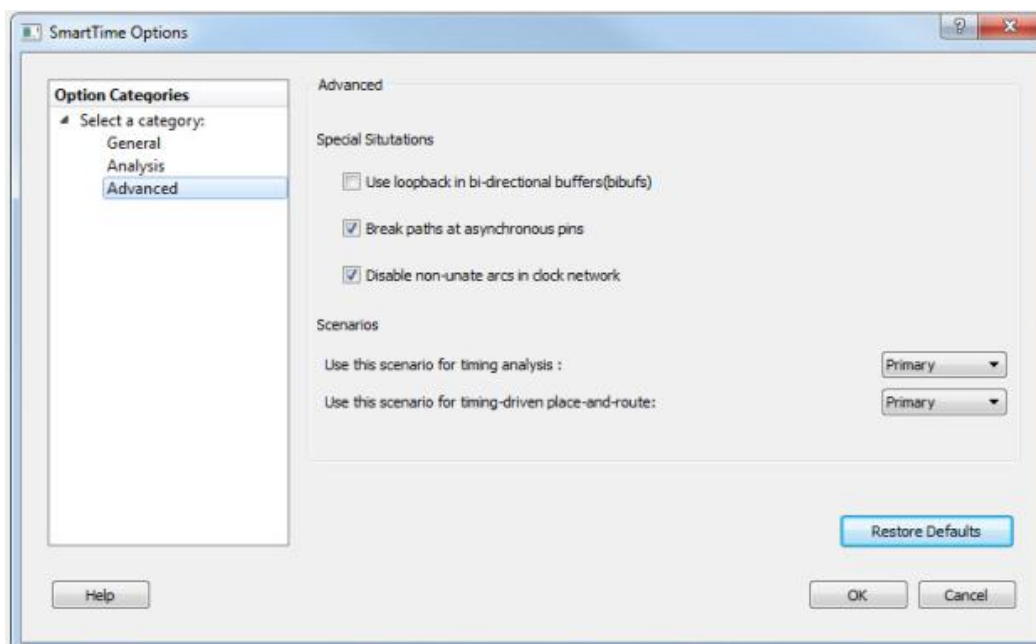 SmartTime Options
Option Categories
Select a category:
General
Analysis
Advanced
Advanced
Special Situtations
Use loopback in bi-directional buffers(bibufs)
Break paths at asynchronous pins
Disable non-unate arcs in clock network
Scenarios
Use this scenario for timing analysis :
Primary
Use this scenario for timing-driven place-and-route:
Primary
Restore Defaults
Help
OK
Cancel